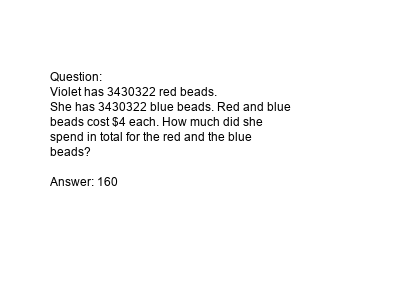 Question:
Violet has 3430322 red beads.
She has 3430322 blue beads. Red and blue
beads cost $4 each. How much did she
spend in total for the red and the blue
beads?
Answer: 160